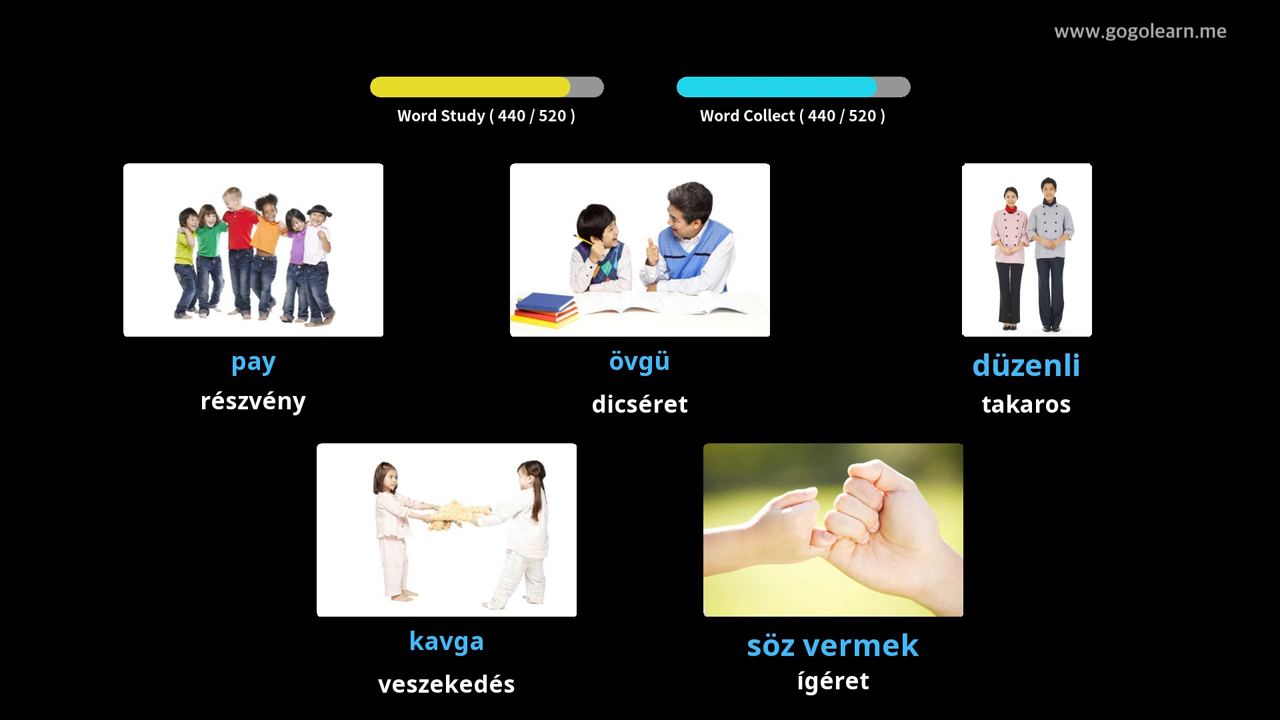 www.gogolearn.me
Word Study ( 440 / 520 )
Word Collect ( 440 / 520 )
pay
részvény
övgü
dicséret
düzenli
takaros
kavga
veszekedés
söz vermek
ígéret